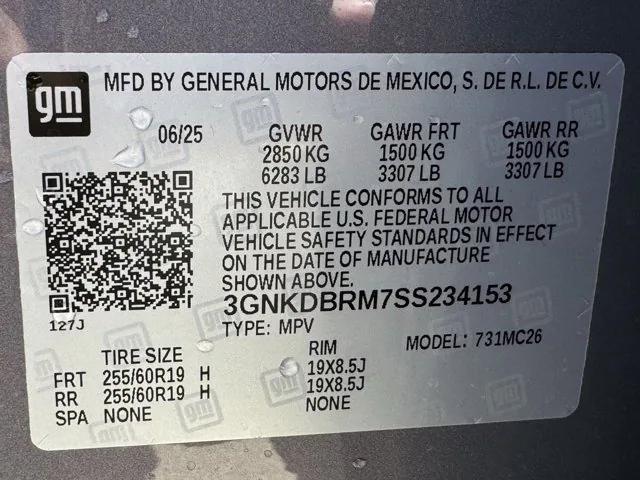 gm MFD BY GENERAL MOTORS DE MEXICO, S. DE R.L. DE C.V.
06/25 GVWR GAWR FRT GAWR RR
2850 KG 1500 KG 1500 KG
6283 LB 3307 LB 3307 LB
THIS VEHICLE CONFORMS TO ALL
APPLICABLE U.S. FEDERAL MOTOR
VEHICLE SAFETY STANDARDS IN EFFECT
ON THE DATE OF MANUFACTURE
SHOWN ABOVE.
3GNKDBRM7SS234153
127J
TYPE: MPV MODEL: 731MC26
TIRE SIZE RIM
FRT 255/60R19 H 19X8.5J
RR 255/60R19 H 19X8.5J
SPA NONE NONE